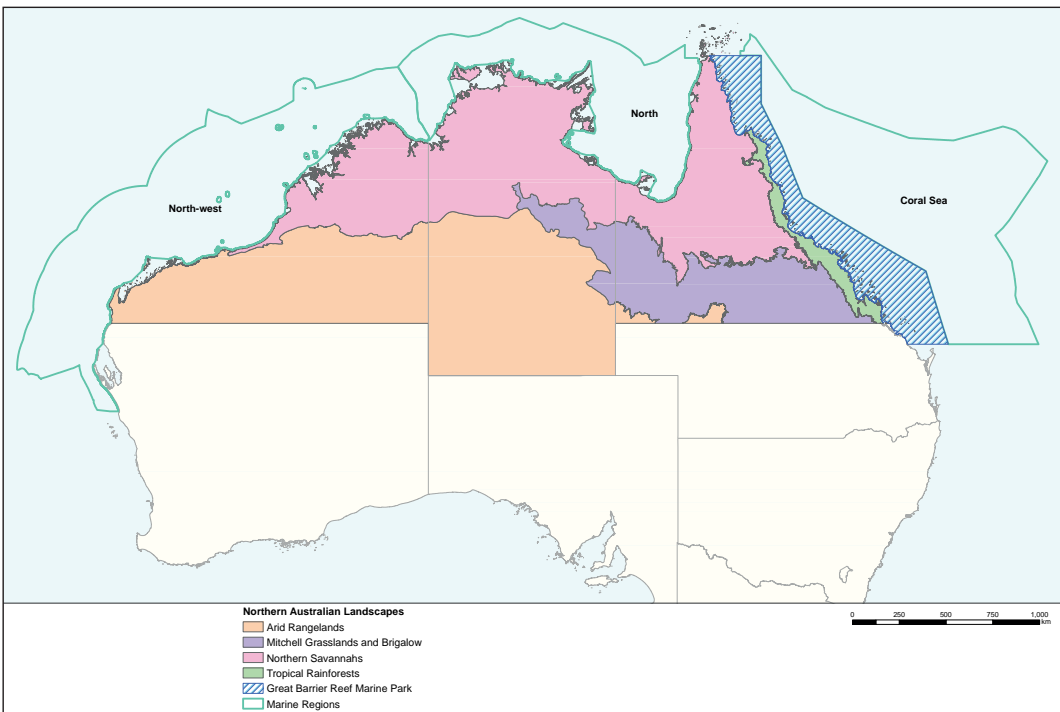 North
Coral Sea
North-west
Northern Australian Landscapes
Arid Rangelands
Mitchell Grasslands and Brigalow
Northern Savannahs
Tropical Rainforests
Great Barrier Reef Marine Park
Marine Regions
0 250 500 750 1,000
km